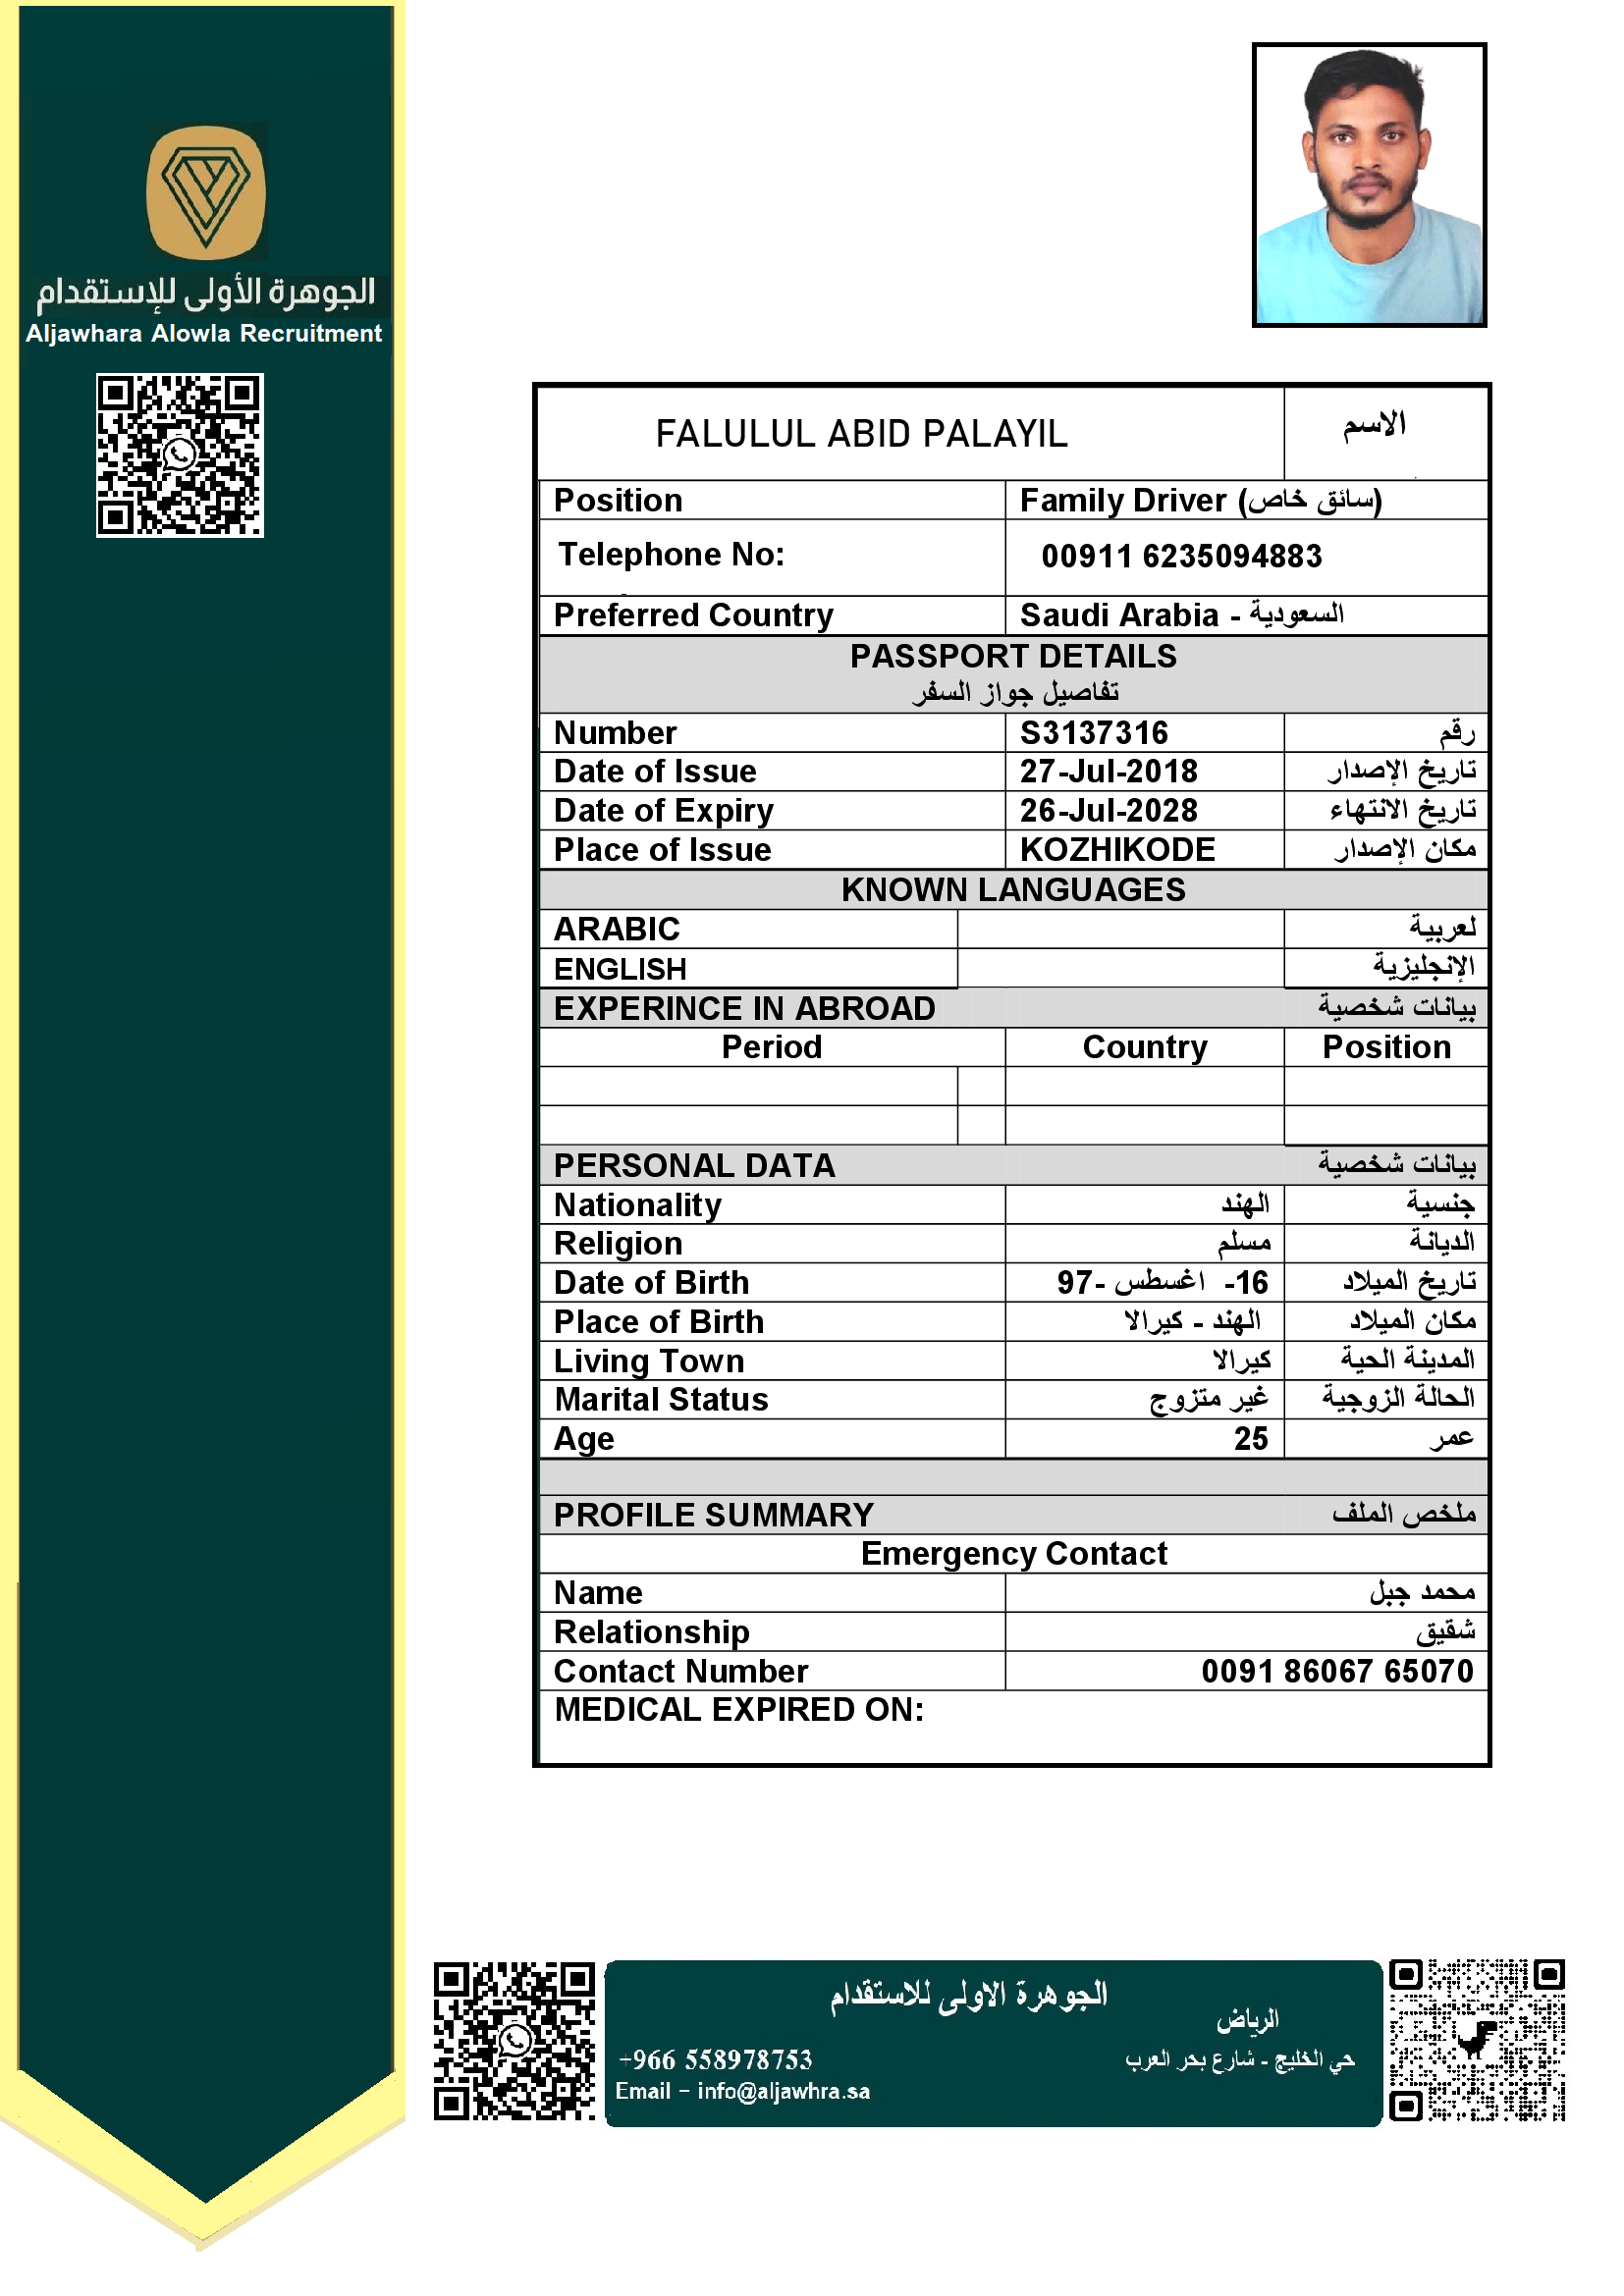 الجوهرة الأولى للإستقدام
Aljawhara Alowla Recruitment
FALULUL ABID PALAYIL الاسم
Position Family Driver (سائق خاص)
Telephone No: 00911 6235094883
Preferred Country Saudi Arabia - السعودية
PASSPORT DETAILS
تفاصيل جواز السفر
Number S3137316 رقم
Date of Issue 27-Jul-2018 تاريخ الإصدار
Date of Expiry 26-Jul-2028 تاريخ الانتهاء
Place of Issue KOZHIKODE مكان الإصدار
KNOWN LANGUAGES
ARABIC لعربية
ENGLISH الإنجليزية
EXPERINCE IN ABROAD بيانات شخصية
Period Country Position
PERSONAL DATA بيانات شخصية
Nationality الهند جنسية
Religion مسلم الديانة
Date of Birth 16- اغسطس -97 تاريخ الميلاد
Place of Birth الهند - كيرالا مكان الميلاد
Living Town كيرالا المدينة الحية
Marital Status غير متزوج الحالة الزوجية
Age 25 عمر
PROFILE SUMMARY ملخص الملف
Emergency Contact
Name محمد جبل
Relationship شقيق
Contact Number 0091 86067 65070
MEDICAL EXPIRED ON:
الجوهرة الاولى للاستقدام
الرياض
حي الخليج - شارع بحر العرب
+966 558978753
Email - info@aljawhra.sa